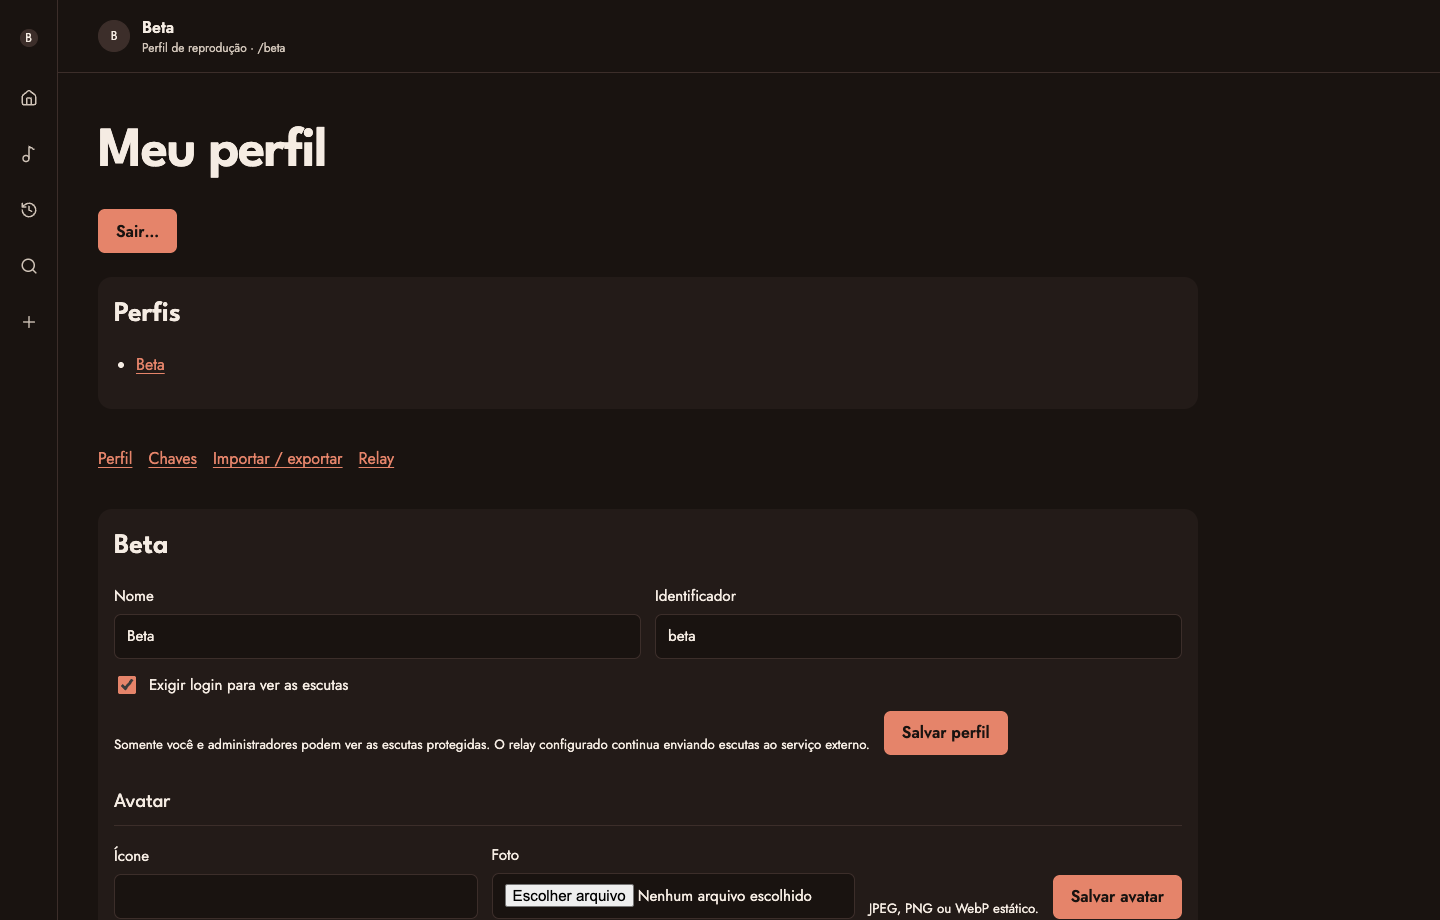 B
B
Beta
Perfil de reprodução · /beta
Meu perfil
Sair...
Perfis
Beta
Perfil Chaves Importar / exportar Relay
Beta
Nome Identificador
Beta beta
Exigir login para ver as escutas
Somente você e administradores podem ver as escutas protegidas. O relay configurado continua enviando escutas ao serviço externo. Salvar perfil
Avatar
Ícone Foto
Escolher arquivo Nenhum arquivo escolhido JPEG, PNG ou WebP estático. Salvar avatar